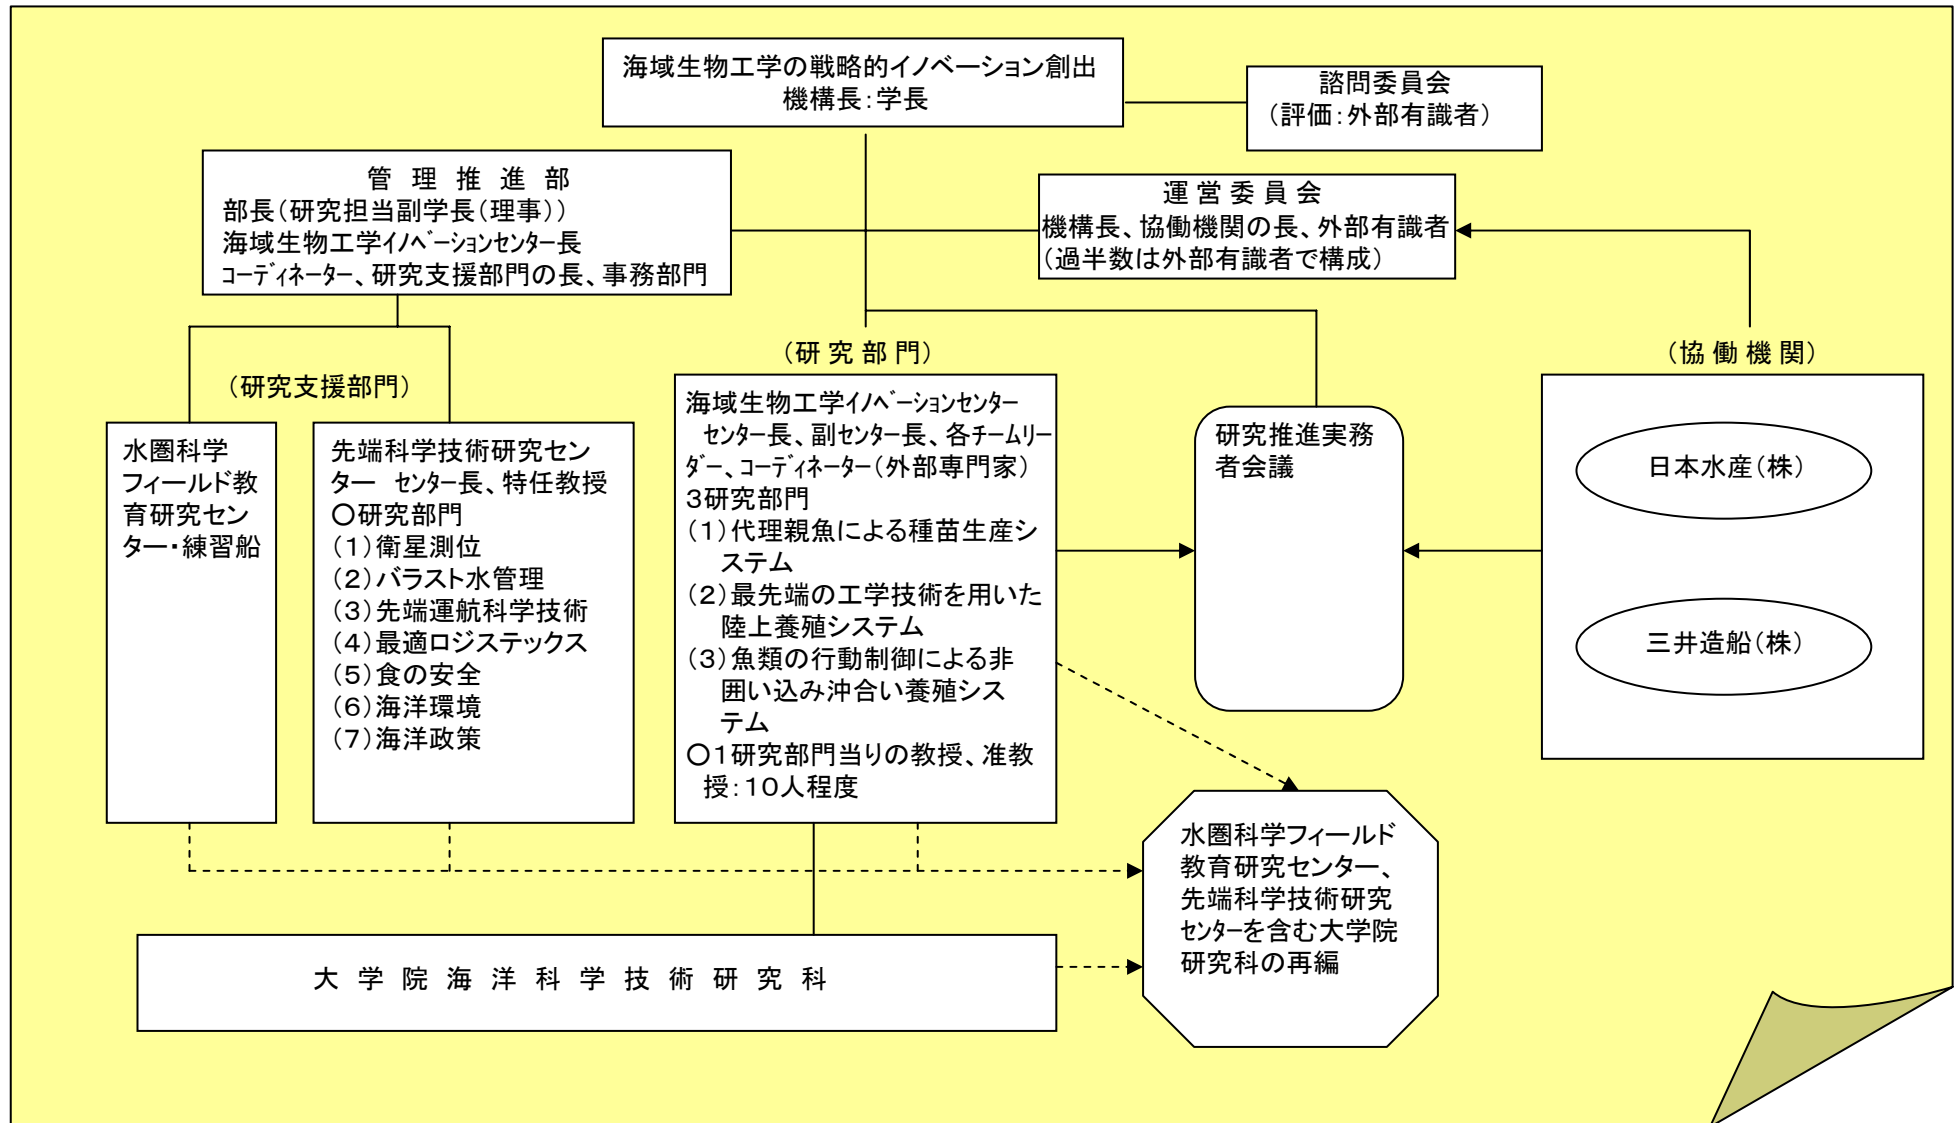 海域生物工学の戦略的イノベーション創出
機構長：学長
諮問委員会
（評価：外部有識者）
管　理　推　進　部
部長（研究担当副学長（理事））
海域生物工学ｲﾉﾍﾞｰｼｮﾝセンター長
ｺｰﾃﾞｨﾈｰﾀｰ、研究支援部門の長、事務部門
運 営 委 員 会
機構長、協働機関の長、外部有識者
（過半数は外部有識者で構成）
（研究支援部門）
（研 究 部 門）
（協 働 機 関）
水圏科学
フィールド教
育研究セン
ター・練習船
先端科学技術研究セン
ター　ｾﾝﾀｰ長、特任教授
○研究部門
（１）衛星測位
（２）バラスト水管理
（３）先端運航科学技術
（４）最適ロジステックス
（５）食の安全
（６）海洋環境
（７）海洋政策
海域生物工学ｲﾉﾍﾞｰｼｮﾝｾﾝﾀｰ
ｾﾝﾀｰ長、副ｾﾝﾀｰ長、各ﾁｰﾑﾘｰ
ﾀﾞｰ、ｺｰﾃﾞｨﾈｰﾀｰ（外部専門家）
３研究部門
（１）代理親魚による種苗生産シ
ステム
（２）最先端の工学技術を用いた
陸上養殖システム
（３）魚類の行動制御による非
囲い込み沖合い養殖シス
テム
○１研究部門当りの教授、准教
授：１０人程度
研究推進実務
者会議
日本水産（株）
三井造船（株）
水圏科学フィールド
教育研究センター、
先端科学技術研究
ｾﾝﾀｰを含む大学院
研究科の再編
大　学　院　海　洋　科　学　技　術　研　究　科